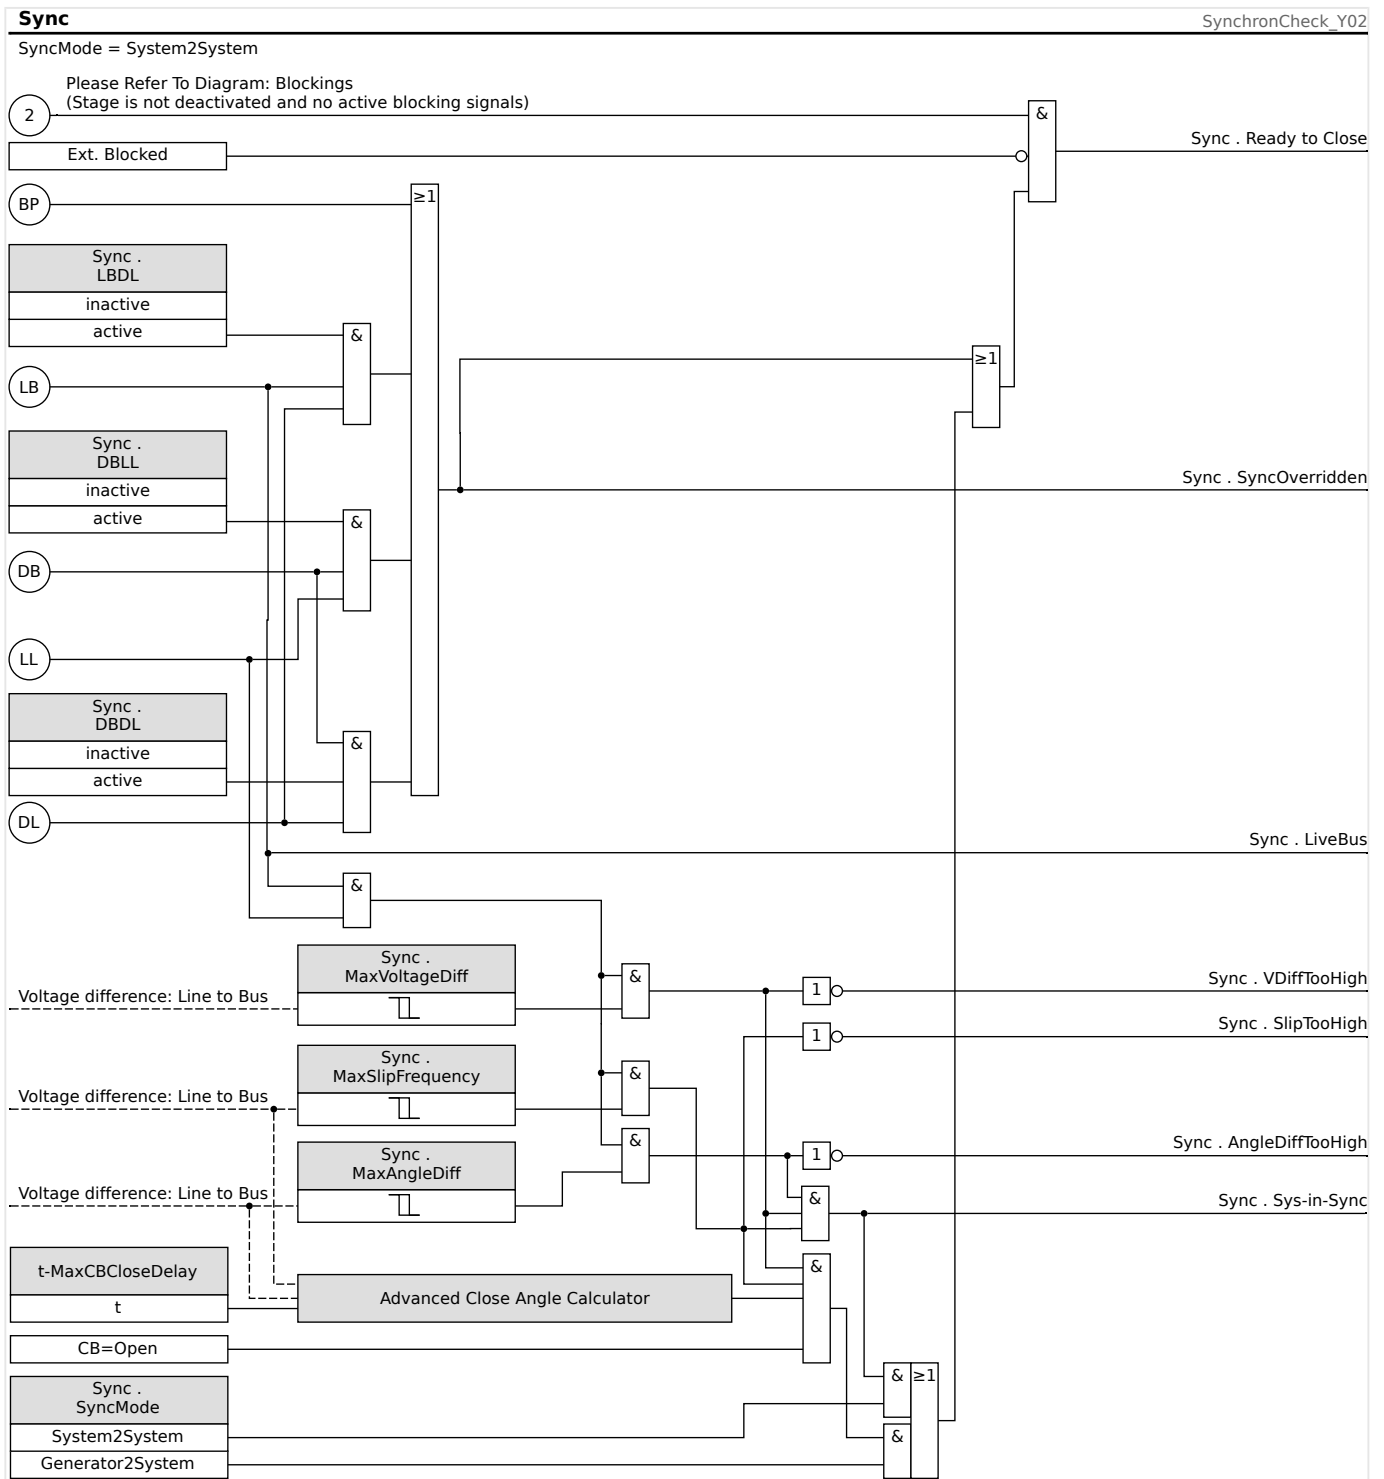 Sync
SynchronCheck_Y02
SyncMode = System2System
Please Refer To Diagram: Blockings
(Stage is not deactivated and no active blocking signals)
2
&
Sync . Ready to Close
Ext. Blocked
BP
≥1
Sync .
LBDL
inactive
active
&
≥1
LB
Sync .
DBLL
inactive
active
&
Sync . SyncOverridden
DB
LL
Sync .
DBDL
inactive
active
&
DL
Sync . LiveBus
&
Sync .
MaxVoltageDiff
Voltage difference: Line to Bus
&
1
Sync . VDiffTooHigh
1
Sync . SlipTooHigh
Sync .
MaxSlipFrequency
Voltage difference: Line to Bus
&
Sync .
MaxAngleDiff
Voltage difference: Line to Bus
&
1
Sync . AngleDiffTooHigh
&
Sync . Sys-in-Sync
t-MaxCBCloseDelay
t
Advanced Close Angle Calculator
&
CB=Open
Sync .
SyncMode
System2System
Generator2System
&
≥1
&